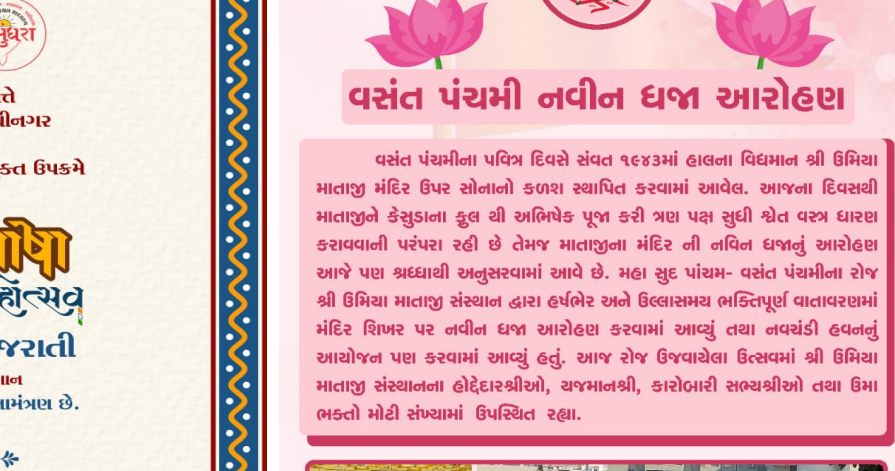 ઉપક્રમે
જરાતી
છે.
વસંત પંચમી નવીન ધજા આરોહણ
વસંત પંચમીના પવિત્ર દિવસે સંવત ૧૯૪૩માં હાલના વિધમાન શ્રી ઉમિયા
માતાજી મંદિર ઉપર સોનાનો કળશ સ્થાપિત કરવામાં આવેલ. આજના દિવસથી
માતાજીને કેસુડાના ફુલ થી અભિષેક પૂજા કરી ત્રણ પક્ષ સુધી શ્વેત વસ્ત્ર ધારણ
કરાવવાની પરંપરા રહી છે તેમજ માતાજીના મંદિર ની નવિન ધજાનું આરોહણ
આજે પણ શ્રધ્ધાથી અનુસરવામાં આવે છે. મહા સુદ પાંચમ- વસંત પંચમીના રોજ
શ્રી ઉમિયા માતાજી સંસ્થાન દ્વારા હર્ષભેર અને ઉલ્લાસમય ભક્તિપૂર્ણ વાતાવરણમાં
મંદિર શિખર પર નવીન ધજા આરોહણ કરવામાં આવ્યું તથા નવચંડી હવનનું
આયોજન પણ કરવામાં આવ્યું હતું. આજ રોજ ઉજવાયેલા ઉત્સવમાં શ્રી ઉમિયા
માતાજી સંસ્થાનના હોદ્દેદારશ્રીઓ, યજમાનશ્રી, કારોબારી સભ્યશ્રીઓ તથા ઉમા
ભક્તો મોટી સંખ્યામાં ઉપસ્થિત રહ્યા.